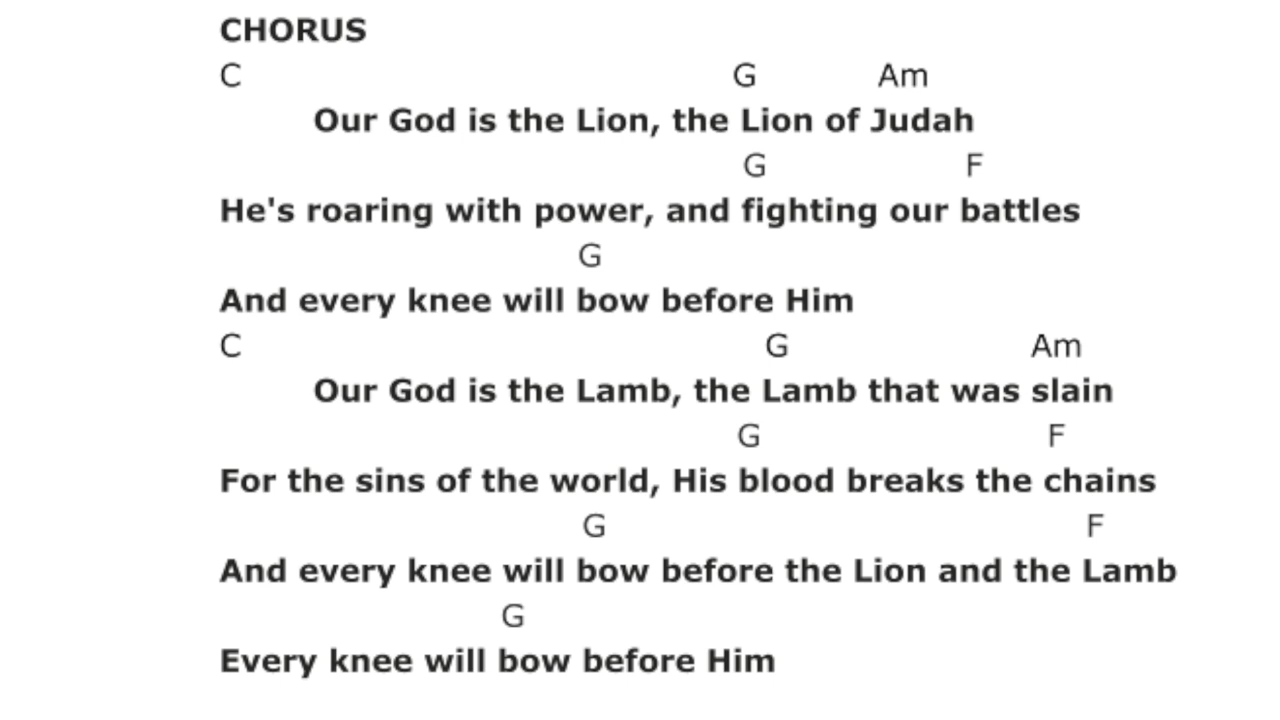 CHORUS
C G Am
Our God is the Lion, the Lion of Judah
G F
He's roaring with power, and fighting our battles
G
And every knee will bow before Him
C G Am
Our God is the Lamb, the Lamb that was slain
G F
For the sins of the world, His blood breaks the chains
G F
And every knee will bow before the Lion and the Lamb
G
Every knee will bow before Him